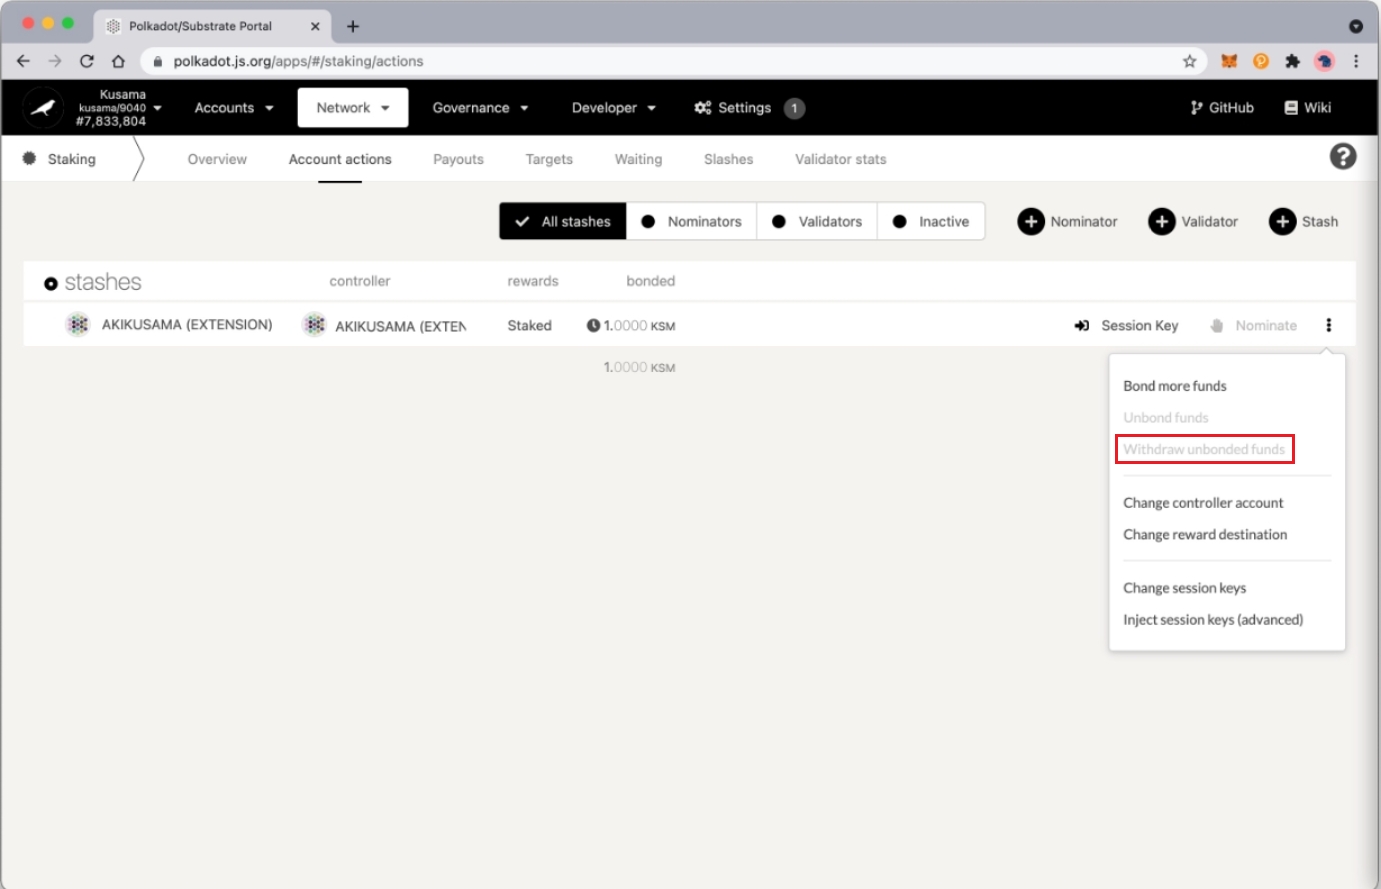 Polkadot/Substrate Portal
polkadot.js.org/apps/#/staking/actions
Kusama
kusama/9040
#7,833,804
Accounts
Network
Governance
Developer
Settings
1
GitHub
Wiki
Staking
Overview
Account actions
Payouts
Targets
Waiting
Slashes
Validator stats
?
All stashes
Nominators
Validators
Inactive
Nominator
Validator
Stash
stashes
controller
rewards
bonded
AKIKUSAMA (EXTENSION)
AKIKUSAMA (EXTEN
Staked
1.0000 KSM
Session Key
Nominate
1.0000 KSM
Bond more funds
Unbond funds
Withdraw unbonded funds
Change controller account
Change reward destination
Change session keys
Inject session keys (advanced)